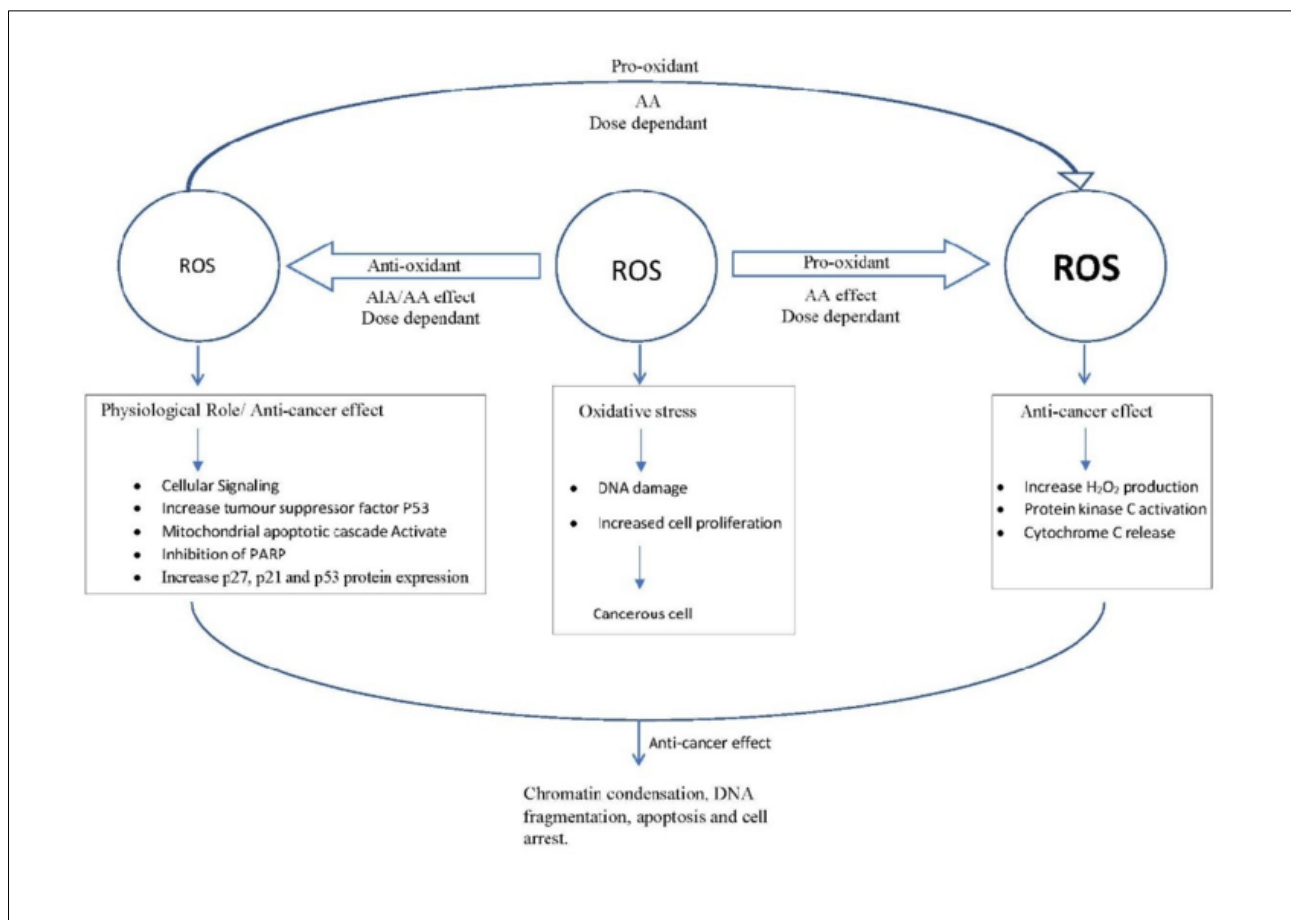 Pro-oxidant
AA
Dose dependant
ROS
Anti-oxidant
AIA/AA effect
Dose dependant
ROS
Pro-oxidant
AA effect
Dose dependant
ROS
Physiological Role/ Anti-cancer effect
• Cellular Signaling
• Increase tumour suppressor factor P53
• Mitochondrial apoptotic cascade Activate
• Inhibition of PARP
• Increase p27, p21 and p53 protein expression
Oxidative stress
• DNA damage
• Increased cell proliferation
Cancerous cell
Anti-cancer effect
• Increase H₂O₂ production
• Protein kinase C activation
• Cytochrome C release
Anti-cancer effect
Chromatin condensation, DNA
fragmentation, apoptosis and cell
arrest.